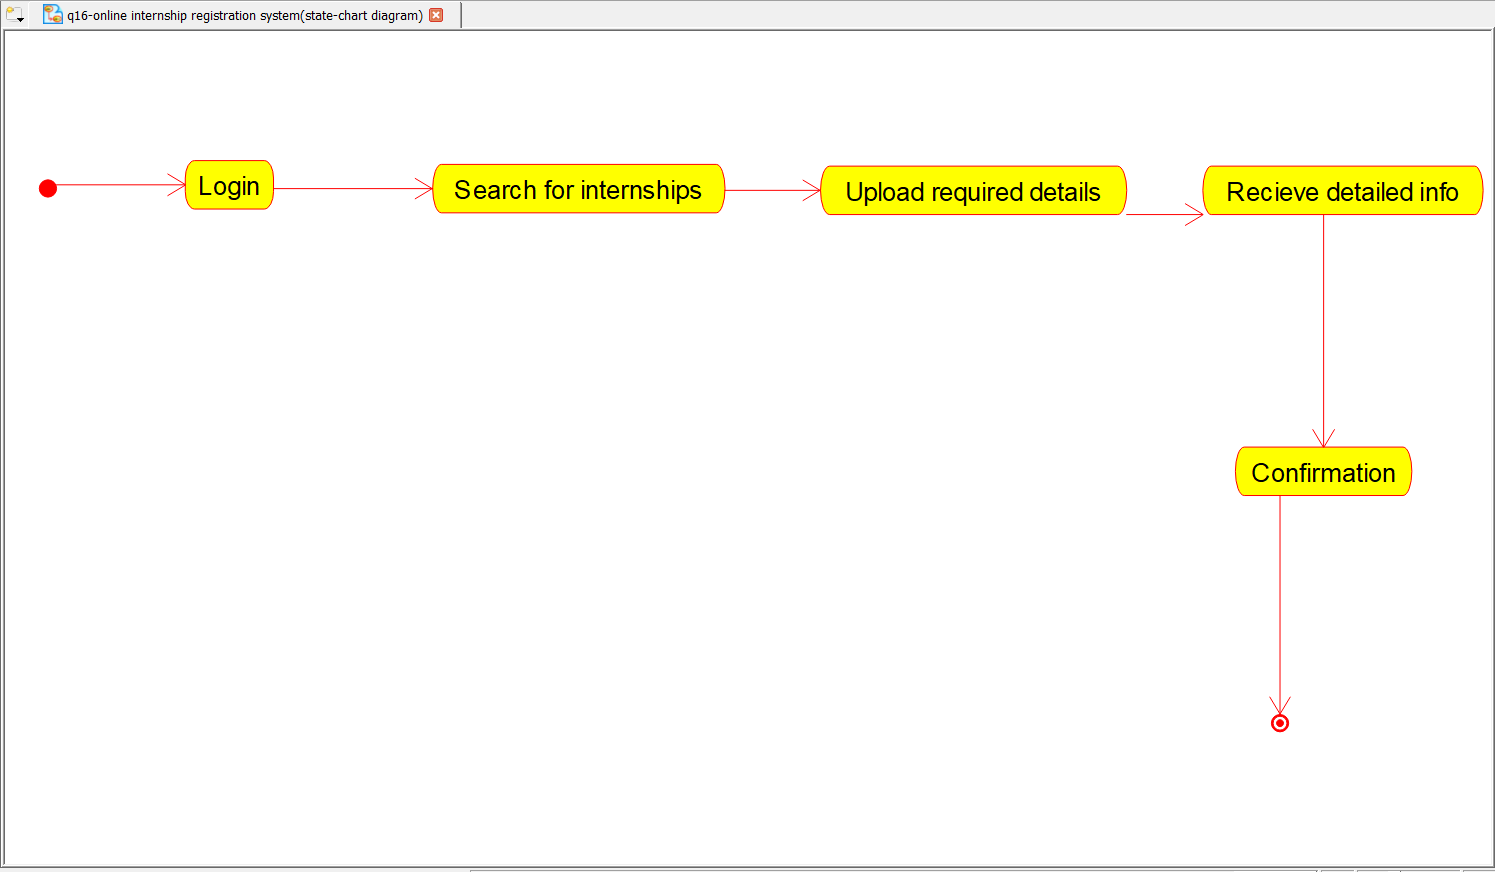 q16-online internship registration system(state-chart diagram)
Login
Search for internships
Upload required details
Recieve detailed info
Confirmation